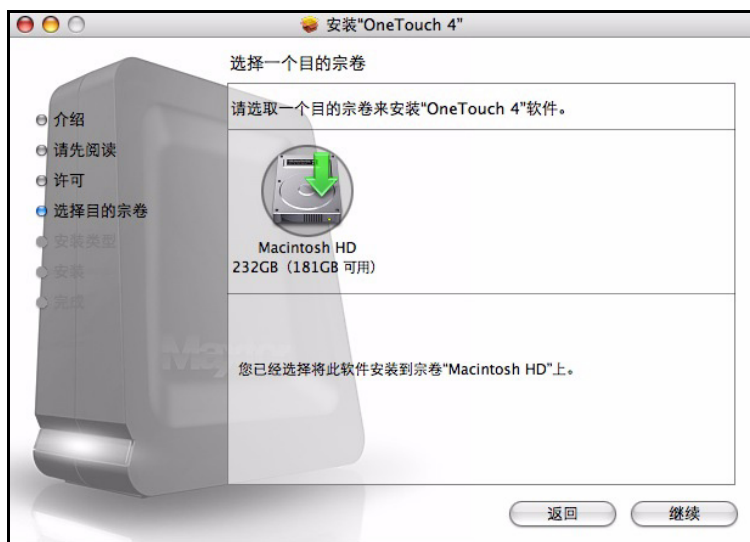 安装“OneTouch 4”
选择一个目的宗卷
请选取一个目的宗卷来安装“OneTouch 4”软件。
介绍
请先阅读
许可
选择目的宗卷
安装类型
安装
完成
Macintosh HD
232GB（181GB 可用）
Maxtor
您已经选择将此软件安装到宗卷“Macintosh HD”上。
返回
继续